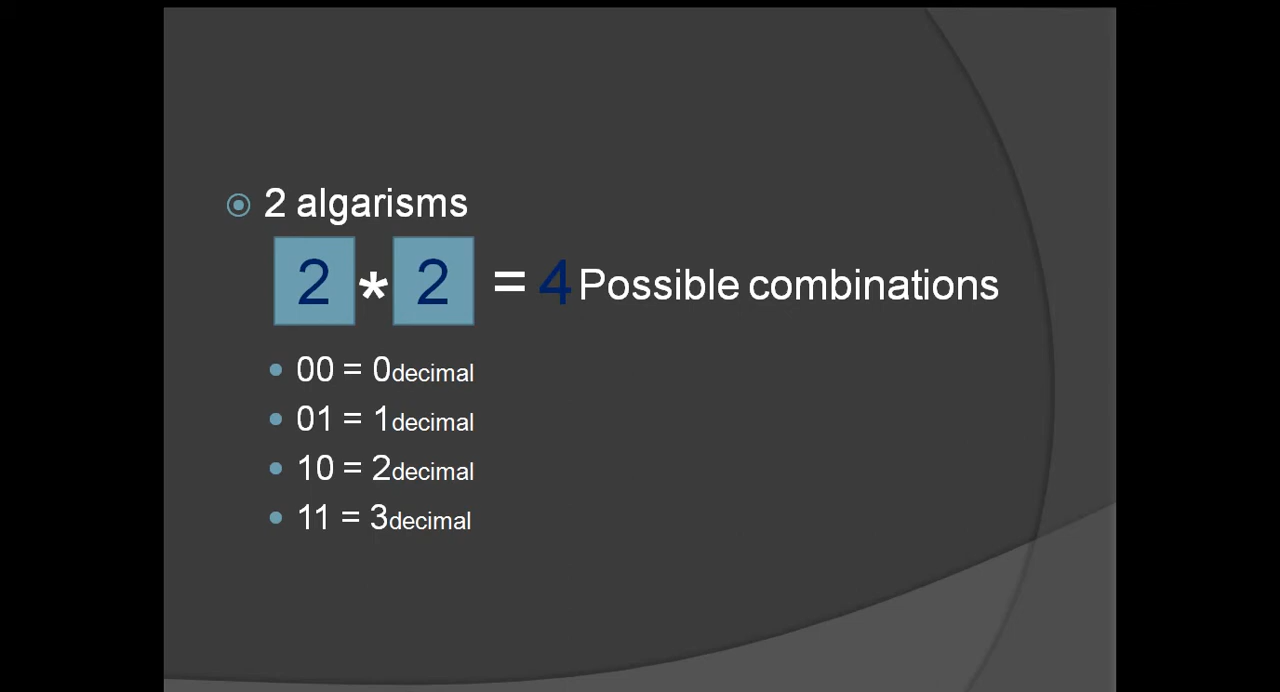 2 algarisms
2 * 2 = 4 Possible combinations
00 = 0decimal
01 = 1decimal
10 = 2decimal
11 = 3decimal